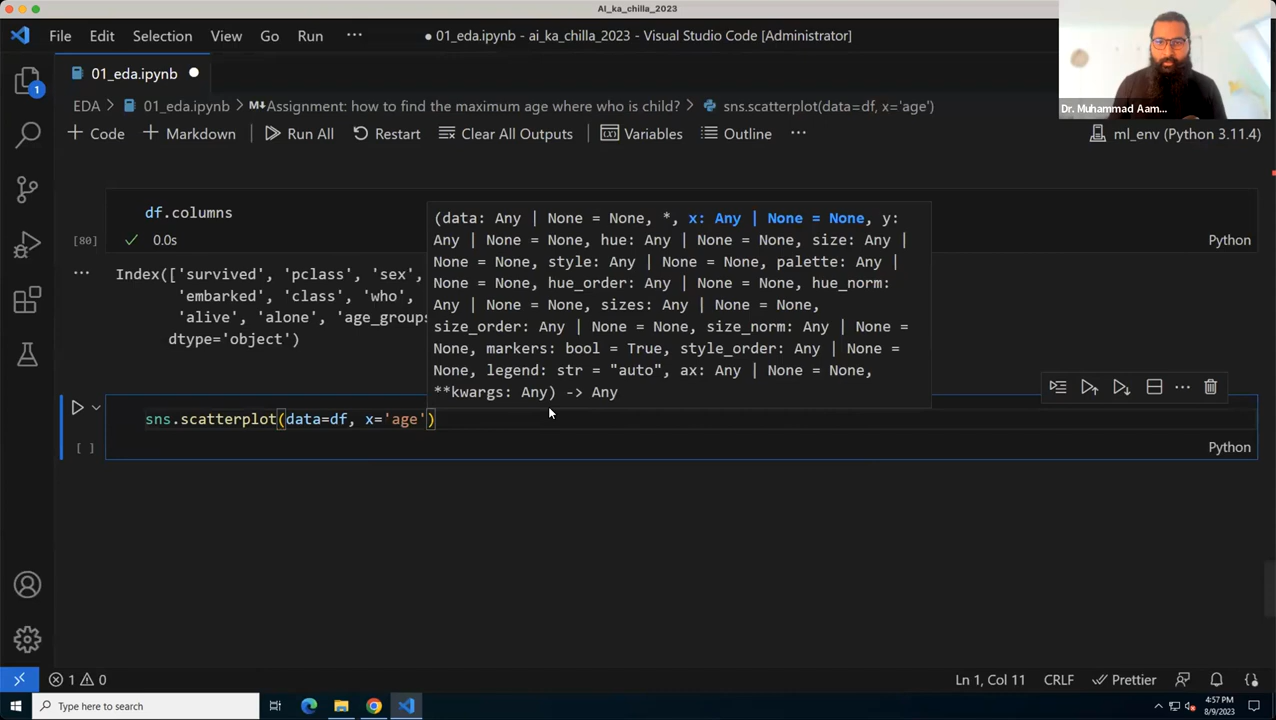 AI_ka_chilla_2023
File Edit Selection View Go Run ···
● 01_eda.ipynb - ai_ka_chilla_2023 - Visual Studio Code [Administrator]
01_eda.ipynb
EDA > 01_eda.ipynb > M↓Assignment: how to find the maximum age where who is child? > sns.scatterplot(data=df, x='age')
+ Code + Markdown Run All Restart Clear All Outputs Variables Outline ···
ml_env (Python 3.11.4)
Dr. Muhammad Aam...
1
df.columns
[80] ✓ 0.0s
Python
··· Index(['survived', 'pclass', 'sex',
'embarked', 'class', 'who',
'alive', 'alone', 'age_groups
dtype='object')
(data: Any | None = None, *, x: Any | None = None, y:
Any | None = None, hue: Any | None = None, size: Any |
None = None, style: Any | None = None, palette: Any |
None = None, hue_order: Any | None = None, hue_norm:
Any | None = None, sizes: Any | None = None,
size_order: Any | None = None, size_norm: Any | None =
None, markers: bool = True, style_order: Any | None =
None, legend: str = "auto", ax: Any | None = None,
**kwargs: Any) -> Any
sns.scatterplot(data=df, x='age')
[ ]
Python
1 0
Ln 1, Col 11 CRLF Prettier
Type here to search
4:57 PM
8/9/2023